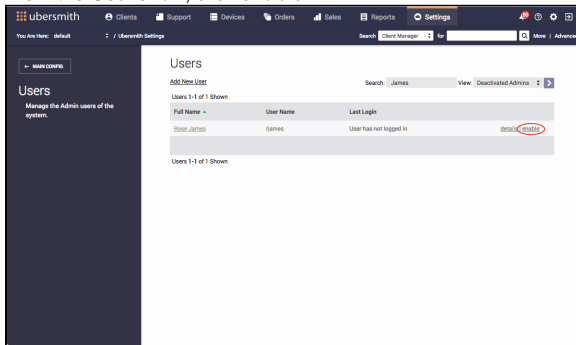 ubersmith Clients Support Devices Orders Sales Reports Settings
You Are Here: default / Ubersmith Settings Search Client Manager for More | Advanced
← MAIN CONFIG
Users
Manage the Admin users of the
system.
Users
Add New User Search: James View: Deactivated Admins
Users 1-1 of 1 Shown
Full Name User Name Last Login
Rose James rjames User has not logged in details enable
Users 1-1 of 1 Shown